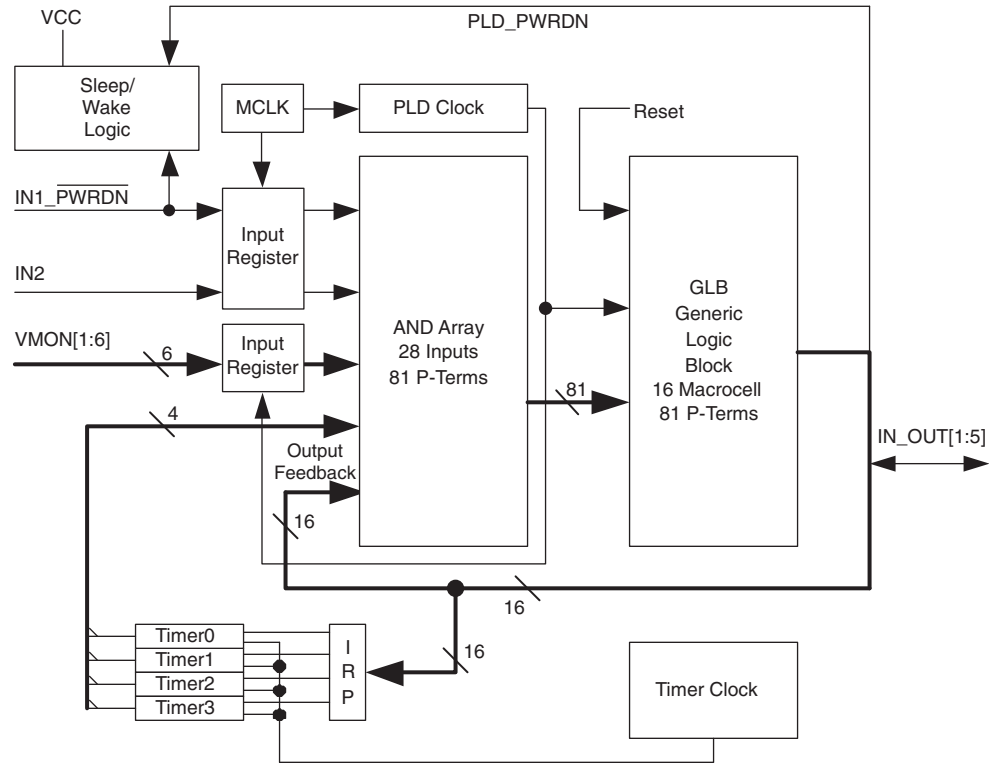 VCC
PLD_PWRDN
Sleep/
Wake
Logic
MCLK
PLD Clock
Reset
IN1_PWRDN
Input
Register
IN2
VMON[1:6]
6
Input
Register
AND Array
28 Inputs
81 P-Terms
GLB
Generic
Logic
Block
16 Macrocell
81 P-Terms
81
4
IN_OUT[1:5]
Output
Feedback
16
16
16
Timer0
Timer1
Timer2
Timer3
I
R
P
Timer Clock